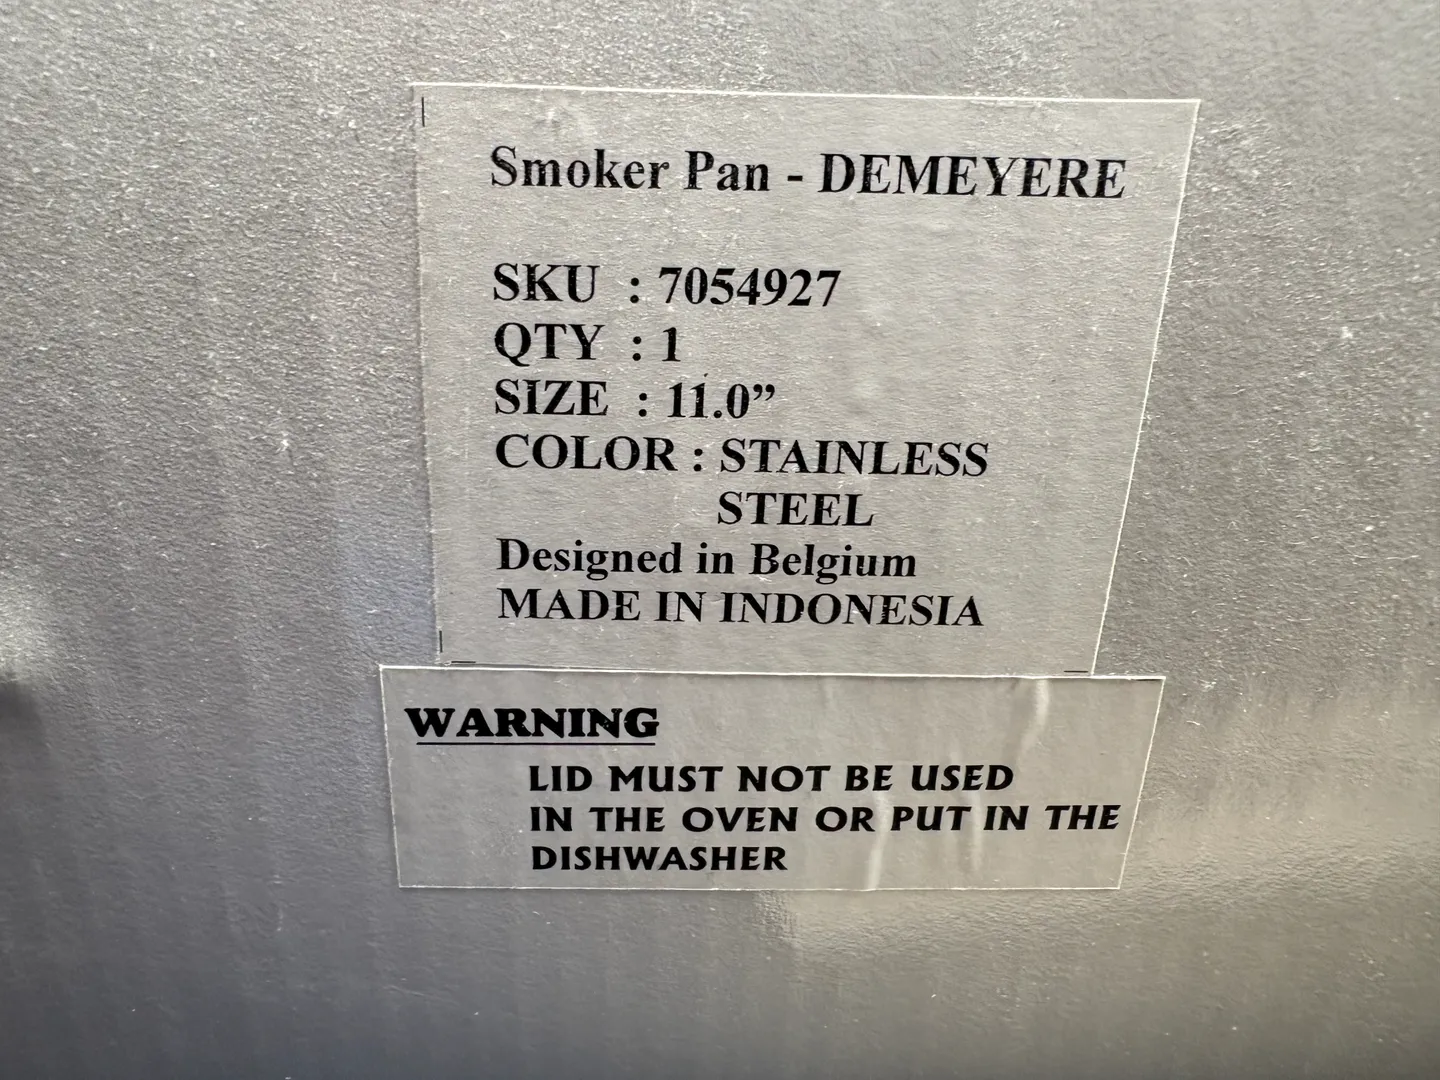 Smoker Pan - DEMEYERE
SKU : 7054927
QTY : 1
SIZE : 11.0”
COLOR : STAINLESS
STEEL
Designed in Belgium
MADE IN INDONESIA
WARNING
LID MUST NOT BE USED
IN THE OVEN OR PUT IN THE
DISHWASHER